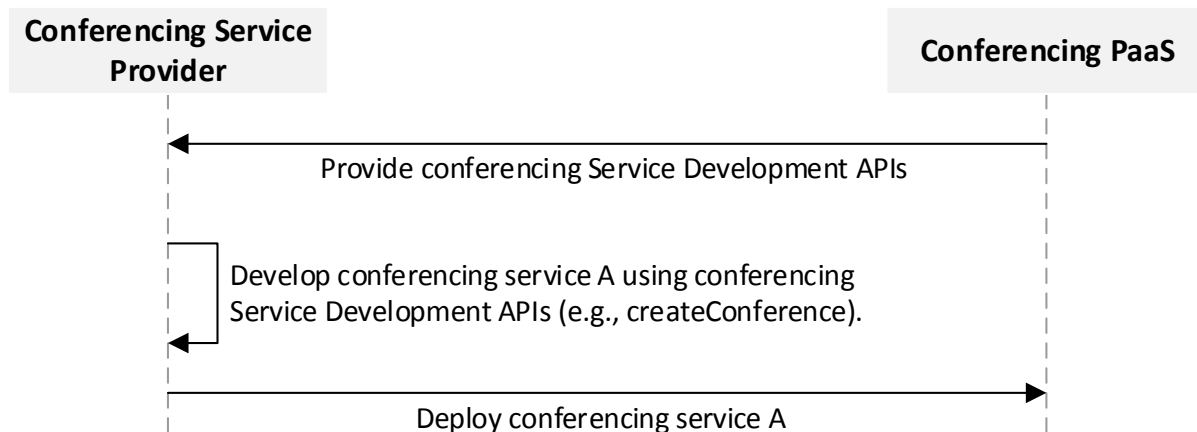 Conferencing Service
Provider
Conferencing PaaS
Provide conferencing Service Development APIs
Develop conferencing service A using conferencing
Service Development APIs (e.g., createConference).
Deploy conferencing service A